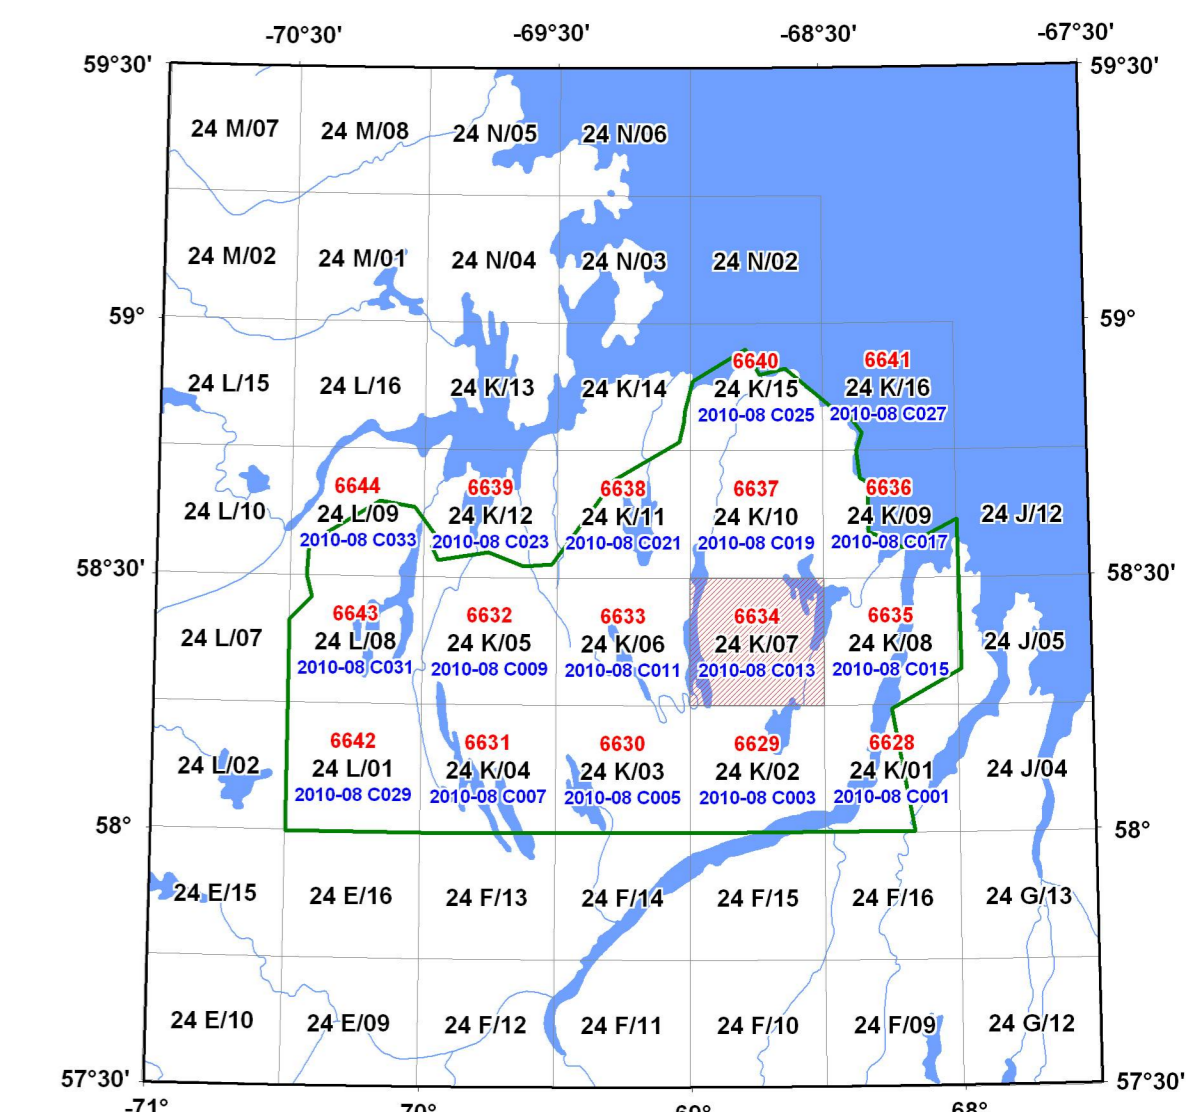 -70°30' -69°30' -68°30' -67°30'
59°30' 59°30'
24 M/07 24 M/08 24 N/05 24 N/06
24 M/02 24 M/01 24 N/04 24 N/03 24 N/02
59° 59°
6640 6641
24 L/15 24 L/16 24 K/13 24 K/14 24 K/15 24 K/16
2010-08 C025 2010-08 C027
6644 6639 6638 6637 6636
24 L/10 24 L/09 24 K/12 24 K/11 24 K/10 24 K/09 24 J/12
2010-08 C033 2010-08 C023 2010-08 C021 2010-08 C019 2010-08 C017
58°30' 58°30'
6643 6632 6633 6634 6635
24 L/07 24 L/08 24 K/05 24 K/06 24 K/07 24 K/08 24 J/05
2010-08 C031 2010-08 C009 2010-08 C011 2010-08 C013 2010-08 C015
6642 6631 6630 6629 6628
24 L/02 24 L/01 24 K/04 24 K/03 24 K/02 24 K/01 24 J/04
2010-08 C029 2010-08 C007 2010-08 C005 2010-08 C003 2010-08 C001
58° 58°
24 E/15 24 E/16 24 F/13 24 F/14 24 F/15 24 F/16 24 G/13
24 E/10 24 E/09 24 F/12 24 F/11 24 F/10 24 F/09 24 G/12
57°30' 57°30'
-71° -70° -69° -68°